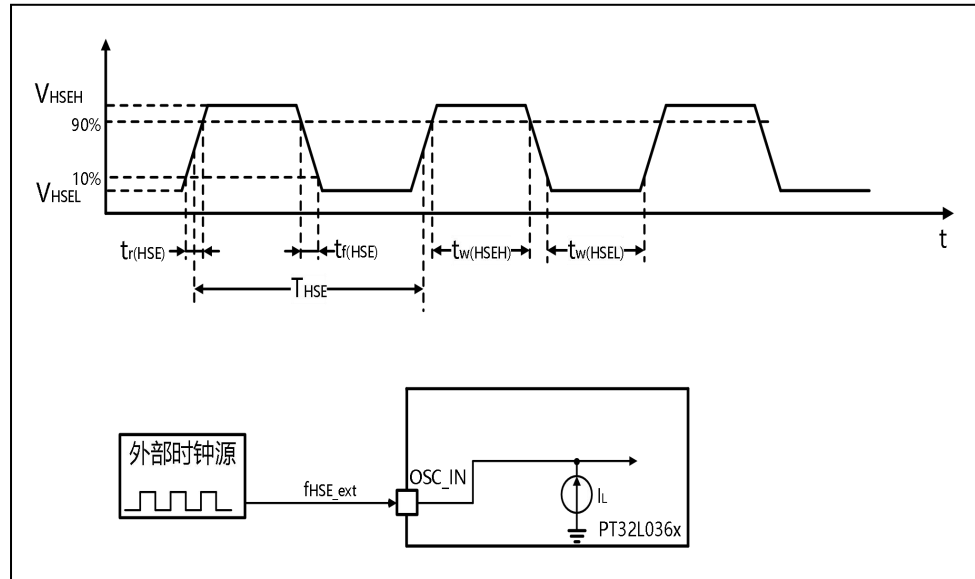 VHSEH
90%
10%
VHSEL
t
tr(HSE)
tf(HSE)
tw(HSEH)
tw(HSEL)
THSE
外部时钟源
fHSE_ext
OSC_IN
IL
PT32L036x